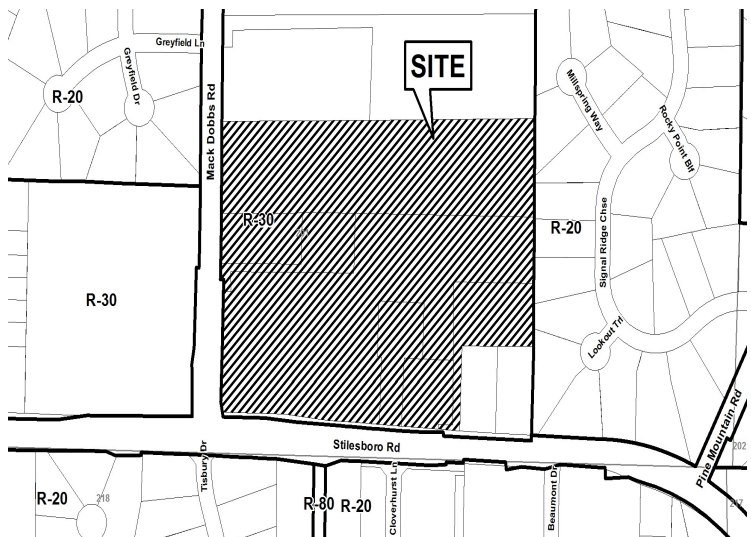 Greyfield Ln
Greyfield Dr
R-20
Mack Dobbs Rd
SITE
Millspring Way
Rocky Point Blf
R-30
R-20
Signal Ridge Chse
R-30
Lookout Trl
Pine Mountain Rd
Stilesboro Rd
202
Tisbury Dr
R-20
218
R-80
R-20
Cloverhurst Ln
Beaumont Dr